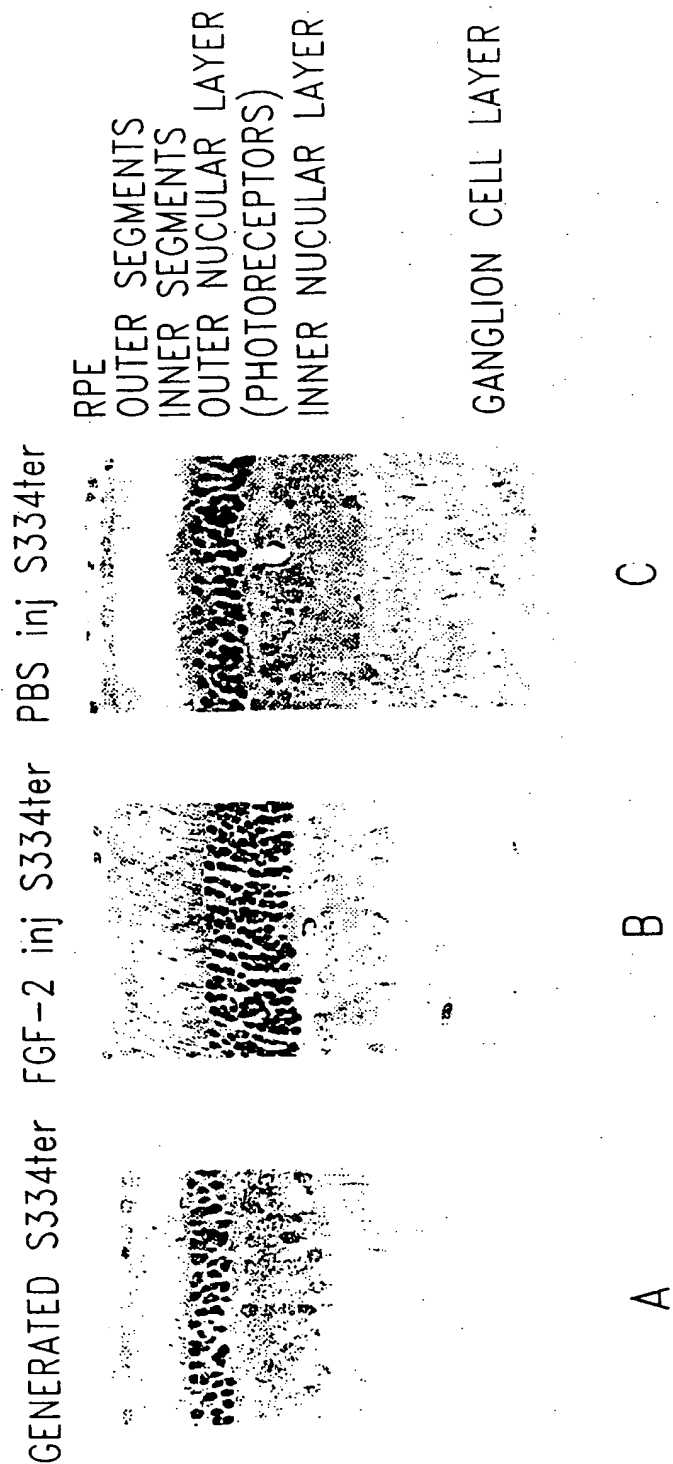 GENERATED S334ter
FGF-2 inj S334ter
PBS inj S334ter
RPE
OUTER SEGMENTS
INNER SEGMENTS
OUTER NUCULAR LAYER
(PHOTORECEPTORS)
INNER NUCULAR LAYER
GANGLION CELL LAYER
A
B
C